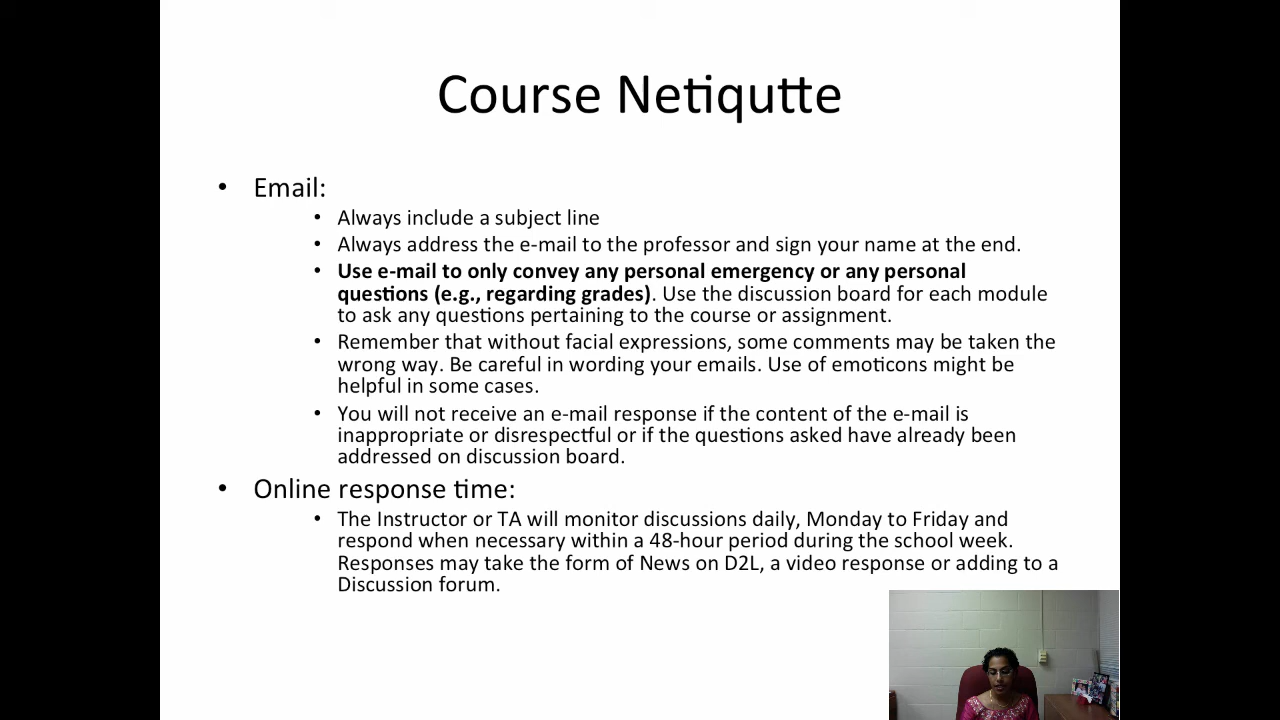 Course Netiqutte
• Email:
• Always include a subject line
• Always address the e-mail to the professor and sign your name at the end.
• Use e-mail to only convey any personal emergency or any personal
questions (e.g., regarding grades). Use the discussion board for each module
to ask any questions pertaining to the course or assignment.
• Remember that without facial expressions, some comments may be taken the
wrong way. Be careful in wording your emails. Use of emoticons might be
helpful in some cases.
• You will not receive an e-mail response if the content of the e-mail is
inappropriate or disrespectful or if the questions asked have already been
addressed on discussion board.
• Online response time:
• The Instructor or TA will monitor discussions daily, Monday to Friday and
respond when necessary within a 48-hour period during the school week.
Responses may take the form of News on D2L, a video response or adding to a
Discussion forum.